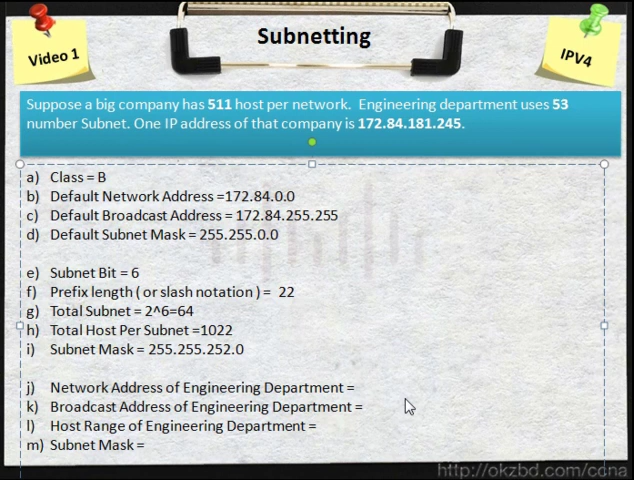 Video 1
Subnetting
IPV4
Suppose a big company has 511 host per network.  Engineering department uses 53
number Subnet. One IP address of that company is 172.84.181.245.
a) Class = B
b) Default Network Address =172.84.0.0
c) Default Broadcast Address = 172.84.255.255
d) Default Subnet Mask = 255.255.0.0
e) Subnet Bit = 6
f) Prefix length ( or slash notation ) =  22
g) Total Subnet = 2^6=64
h) Total Host Per Subnet =1022
i) Subnet Mask = 255.255.252.0
j) Network Address of Engineering Department =
k) Broadcast Address of Engineering Department =
l) Host Range of Engineering Department =
m) Subnet Mask =
http://okzbd.com/ccna